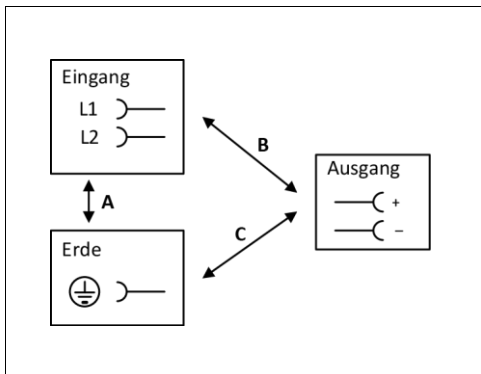 Eingang
L1
L2
B
Ausgang
+
–
A
C
Erde